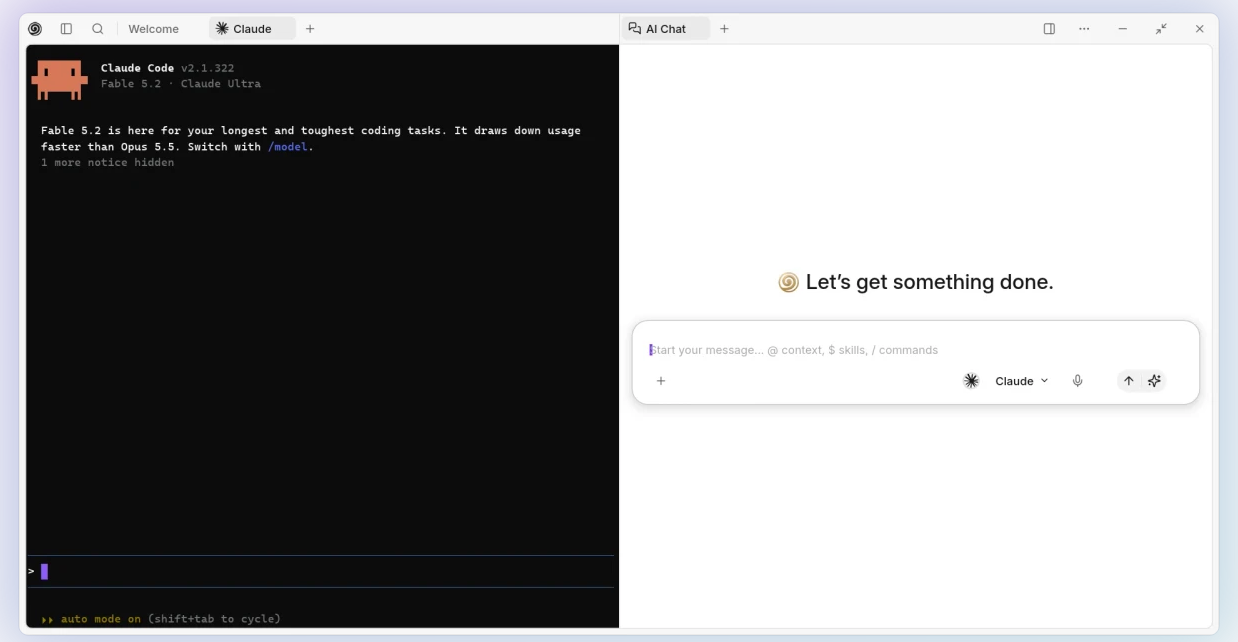 Welcome
Claude
AI Chat
Claude Code v2.1.322
Fable 5.2 · Claude Ultra
Fable 5.2 is here for your longest and toughest coding tasks. It draws down usage
faster than Opus 5.5. Switch with /model.
1 more notice hidden
>
auto mode on (shift+tab to cycle)
Let’s get something done.
Start your message... @ context, $ skills, / commands
Claude